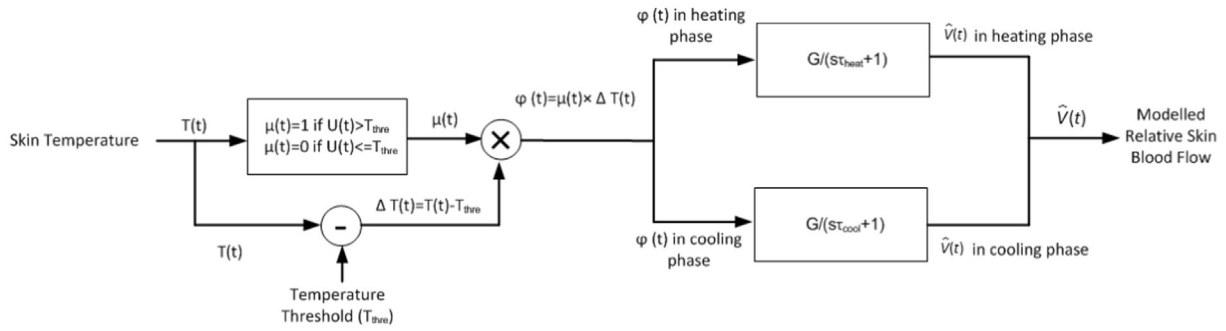 φ (t) in heating
phase
G/(sτheat+1)
V̂(t) in heating phase
φ (t)=μ(t)× Δ T(t)
Skin Temperature
T(t)
μ(t)=1 if U(t)>Tthre
μ(t)=0 if U(t)<=Tthre
μ(t)
×
V̂(t)
Modelled
Relative Skin
Blood Flow
Δ T(t)=T(t)-Tthre
-
T(t)
G/(sτcool+1)
φ (t) in cooling
phase
V̂(t) in cooling phase
Temperature
Threshold (Tthre)